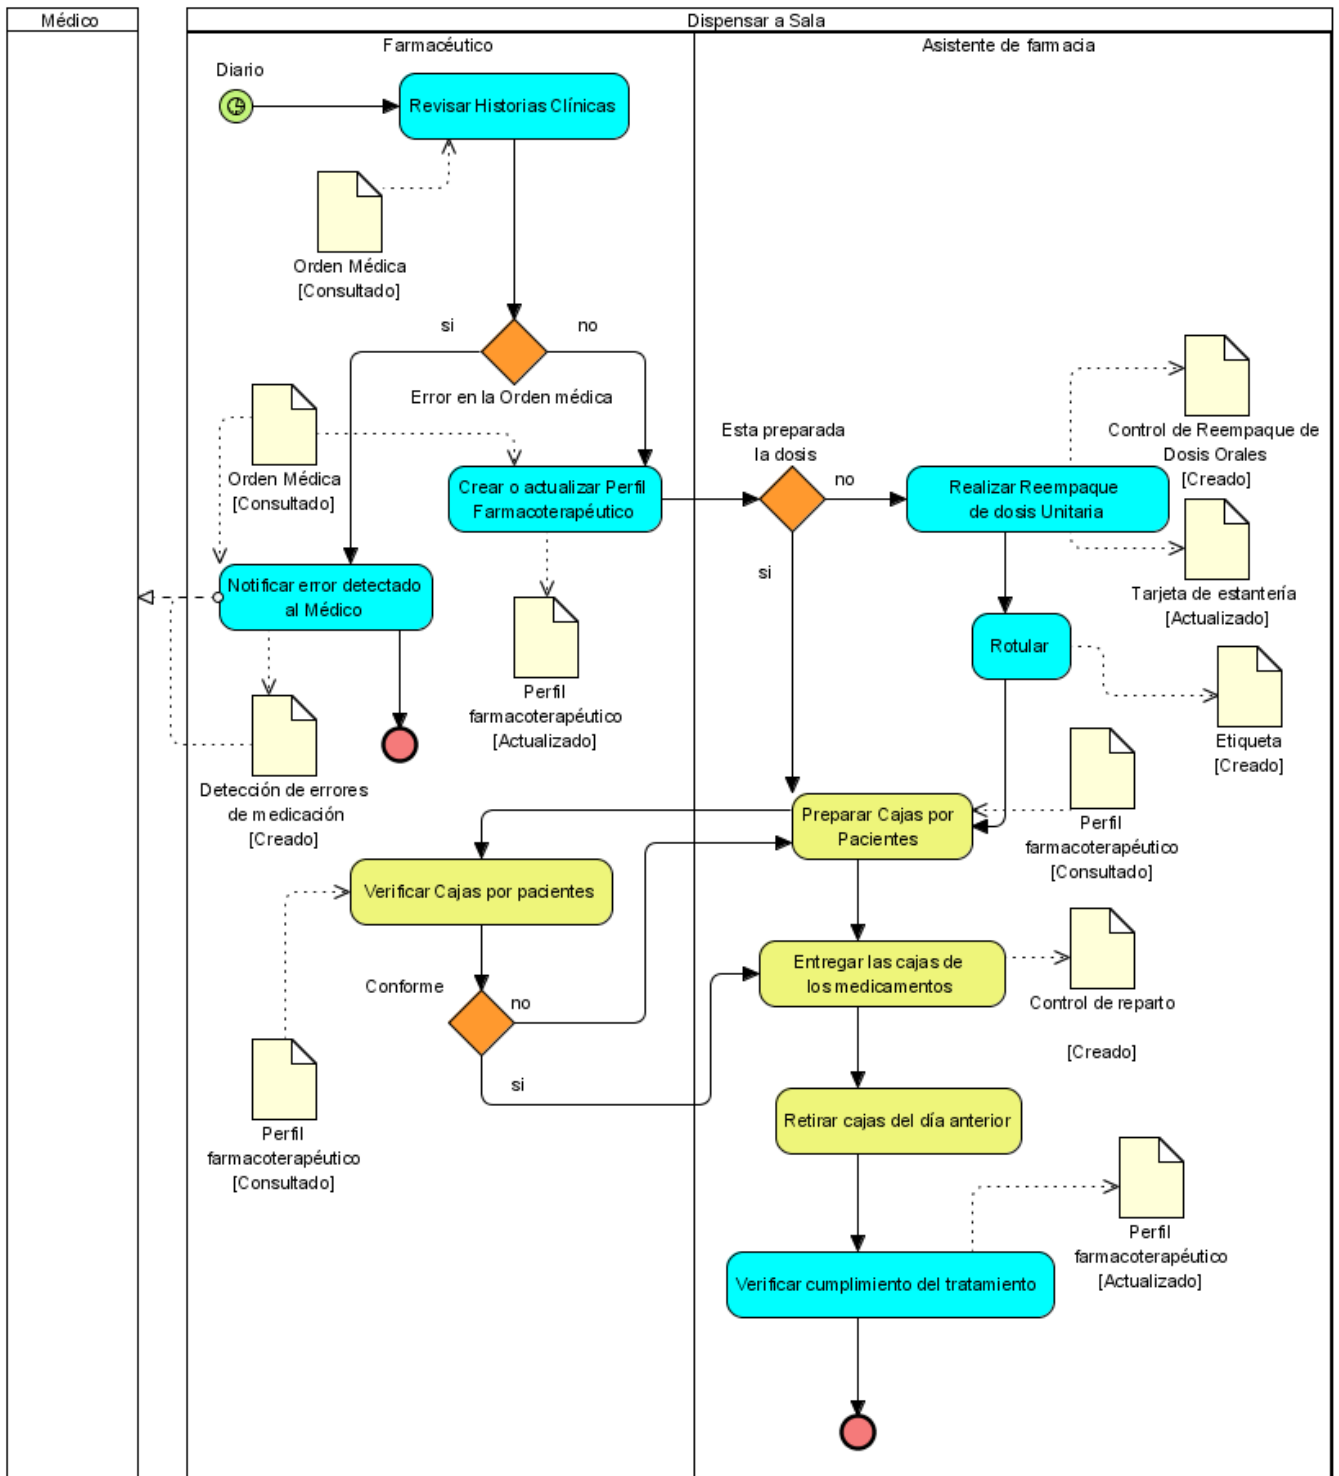 Médico
Dispensar a Sala
Farmacéutico
Asistente de farmacia
Diario
Revisar Historias Clínicas
Orden Médica
[Consultado]
si
no
Error en la Orden médica
Orden Médica
[Consultado]
Crear o actualizar Perfil
Farmacoterapéutico
Esta preparada
la dosis
no
si
Realizar Reempaque
de dosis Unitaria
Control de Reempaque de
Dosis Orales
[Creado]
Tarjeta de estantería
[Actualizado]
Notificar error detectado
al Médico
Perfil
farmacoterapéutico
[Actualizado]
Rotular
Etiqueta
[Creado]
Detección de errores
de medicación
[Creado]
Preparar Cajas por
Pacientes
Perfil
farmacoterapéutico
[Consultado]
Verificar Cajas por pacientes
Conforme
no
si
Entregar las cajas de
los medicamentos
Control de reparto
[Creado]
Perfil
farmacoterapéutico
[Consultado]
Retirar cajas del día anterior
Perfil
farmacoterapéutico
[Actualizado]
Verificar cumplimiento del tratamiento